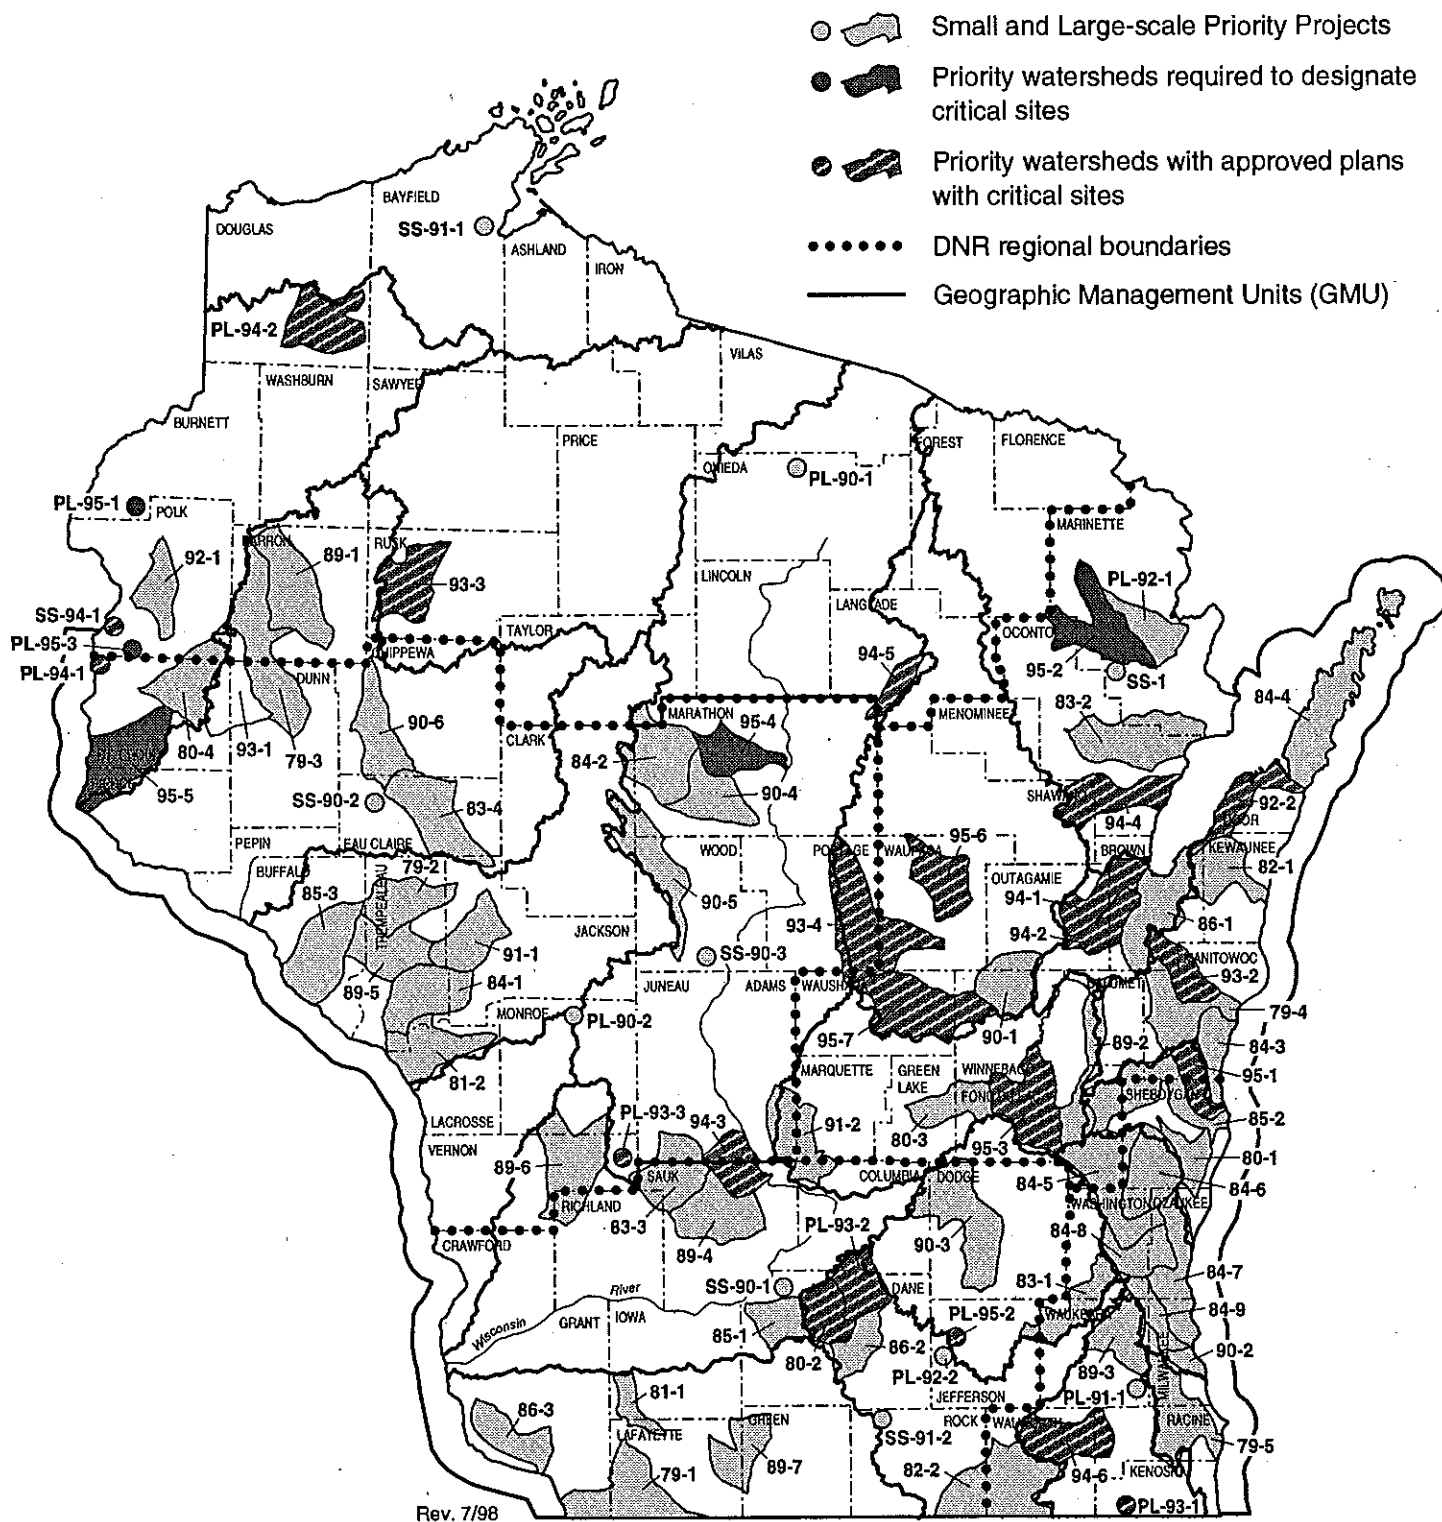 Small and Large-scale Priority Projects
Priority watersheds required to designate
critical sites
Priority watersheds with approved plans
with critical sites
DNR regional boundaries
Geographic Management Units (GMU)
BAYFIELD
DOUGLAS
SS-91-1
ASHLAND
IRON
PL-94-2
VILAS
WASHBURN
SAWYER
BURNETT
PRICE
FOREST
FLORENCE
ONIEDA
PL-90-1
PL-95-1
POLK
MARINETTE
BARRON
89-1
RUSK
92-1
93-3
LINCOLN
PL-92-1
LANGLADE
SS-94-1
TAYLOR
OCONTO
PL-95-3
CHIPPEWA
94-5
95-2
PL-94-1
DUNN
SS-1
84-4
83-2
MARATHON
MENOMINEE
95-4
90-6
CLARK
80-4
93-1
79-3
84-2
95-5
SS-90-2
83-4
90-4
SHAWANO
92-2
DOOR
94-4
PEPIN
EAU CLAIRE
WOOD
PORTAGE
WAUPACA
95-6
BROWN
KEWAUNEE
BUFFALO
79-2
82-1
OUTAGAMIE
85-3
TREMPEALEAU
94-1
90-5
93-4
86-1
JACKSON
94-2
91-1
SS-90-3
MANITOWOC
93-2
89-5
84-1
JUNEAU
ADAMS
WAUSHARA
CALUMET
MONROE
PL-90-2
79-4
95-7
90-1
89-2
84-3
81-2
MARQUETTE
GREEN
LAKE
WINNEBAGO
95-1
FOND DU LAC
SHEBOYGAN
LACROSSE
PL-93-3
94-3
91-2
80-3
95-3
85-2
VERNON
89-6
80-1
SAUK
COLUMBIA
DODGE
84-5
84-6
RICHLAND
WASHINGTON
OZAUKEE
83-3
PL-93-2
84-8
CRAWFORD
89-4
90-3
84-7
SS-90-1
DANE
83-1
River
84-9
GRANT
IOWA
PL-95-2
WAUKESHA
Wisconsin
85-1
86-2
80-2
90-2
PL-92-2
89-3
MILWAUKEE
81-1
JEFFERSON
PL-91-1
86-3
GREEN
ROCK
WALWORTH
RACINE
LAFAYETTE
SS-91-2
79-5
89-7
79-1
82-2
94-6
KENOSHA
PL-93-1
Rev. 7/98